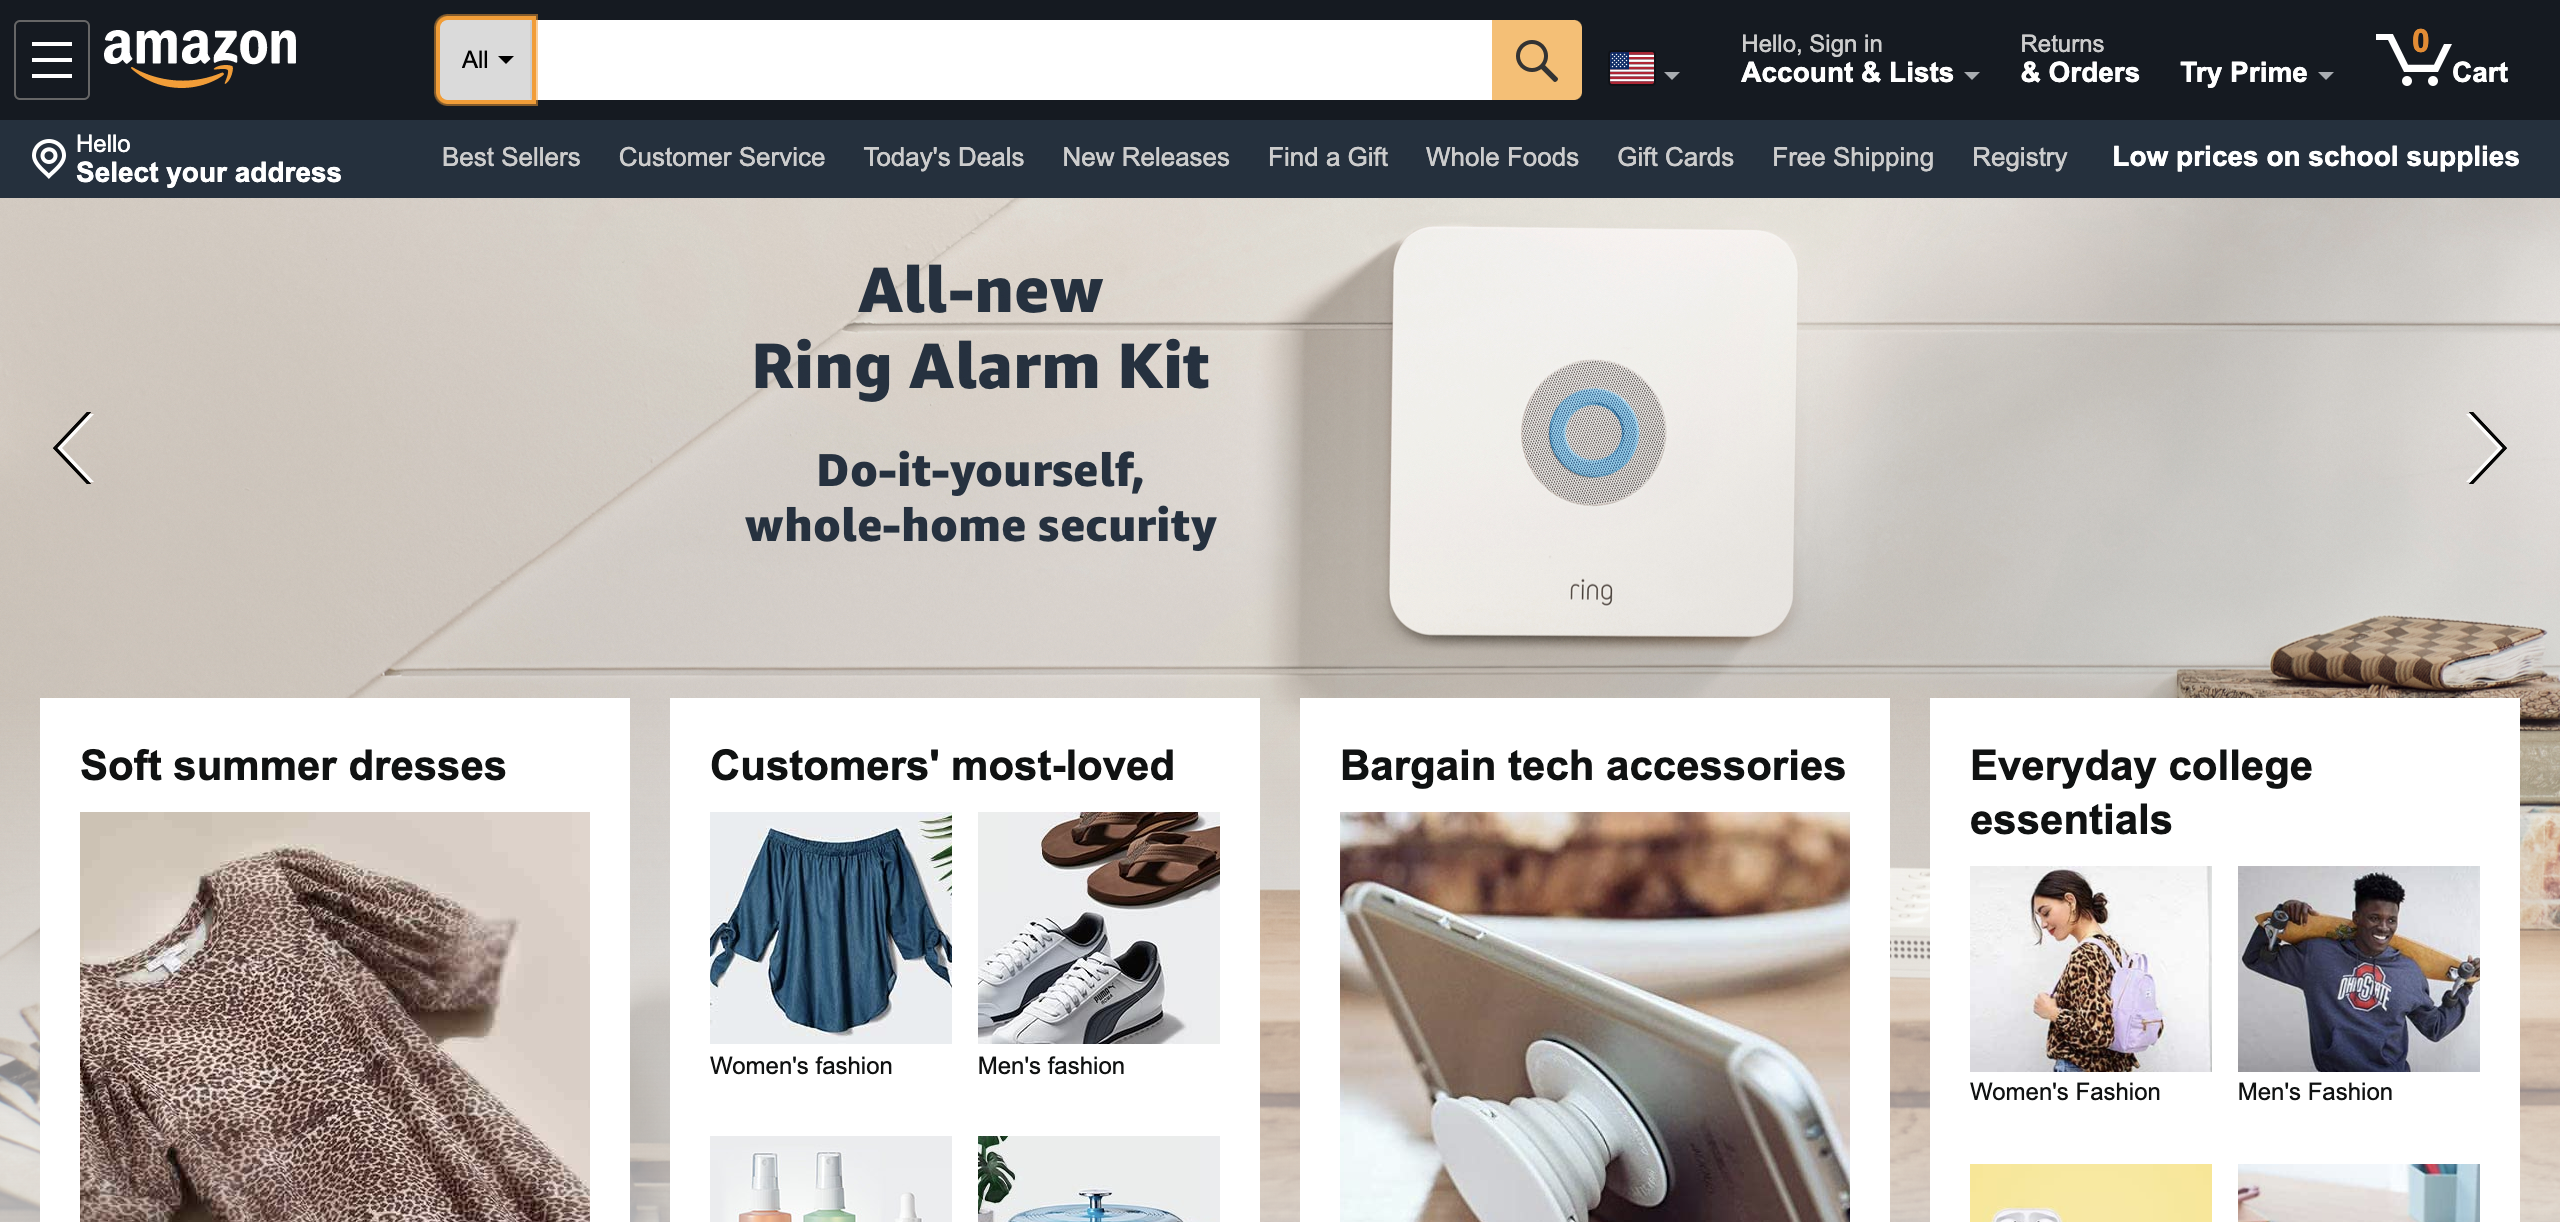 amazon
All
Hello, Sign in
Account & Lists
Returns
& Orders
Try Prime
0
Cart
Hello
Select your address
Best Sellers
Customer Service
Today's Deals
New Releases
Find a Gift
Whole Foods
Gift Cards
Free Shipping
Registry
Low prices on school supplies
All-new
Ring Alarm Kit
Do-it-yourself,
whole-home security
ring
Soft summer dresses
Customers' most-loved
Women's fashion
PUMA
Men's fashion
Bargain tech accessories
Everyday college
essentials
Women's Fashion
OHIO STATE
Men's Fashion